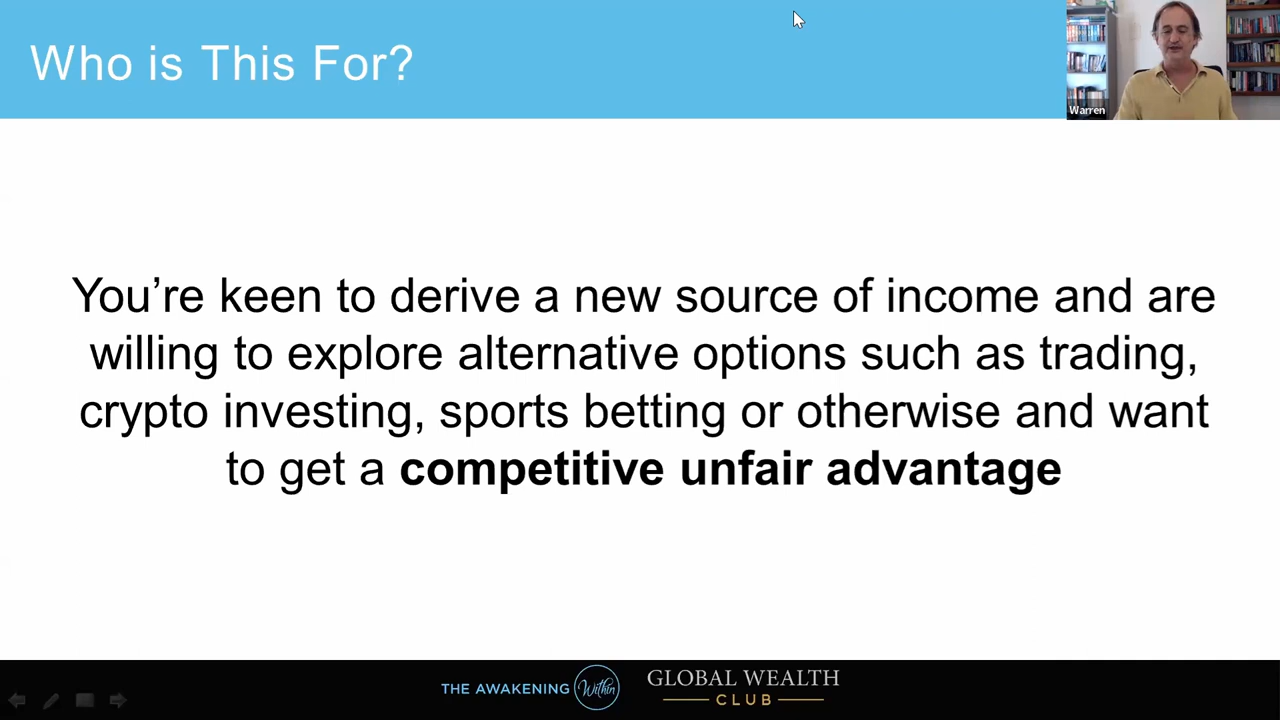 Who is This For?
Warren
You're keen to derive a new source of income and are
willing to explore alternative options such as trading,
crypto investing, sports betting or otherwise and want
to get a competitive unfair advantage
THE AWAKENING Within
GLOBAL WEALTH
CLUB